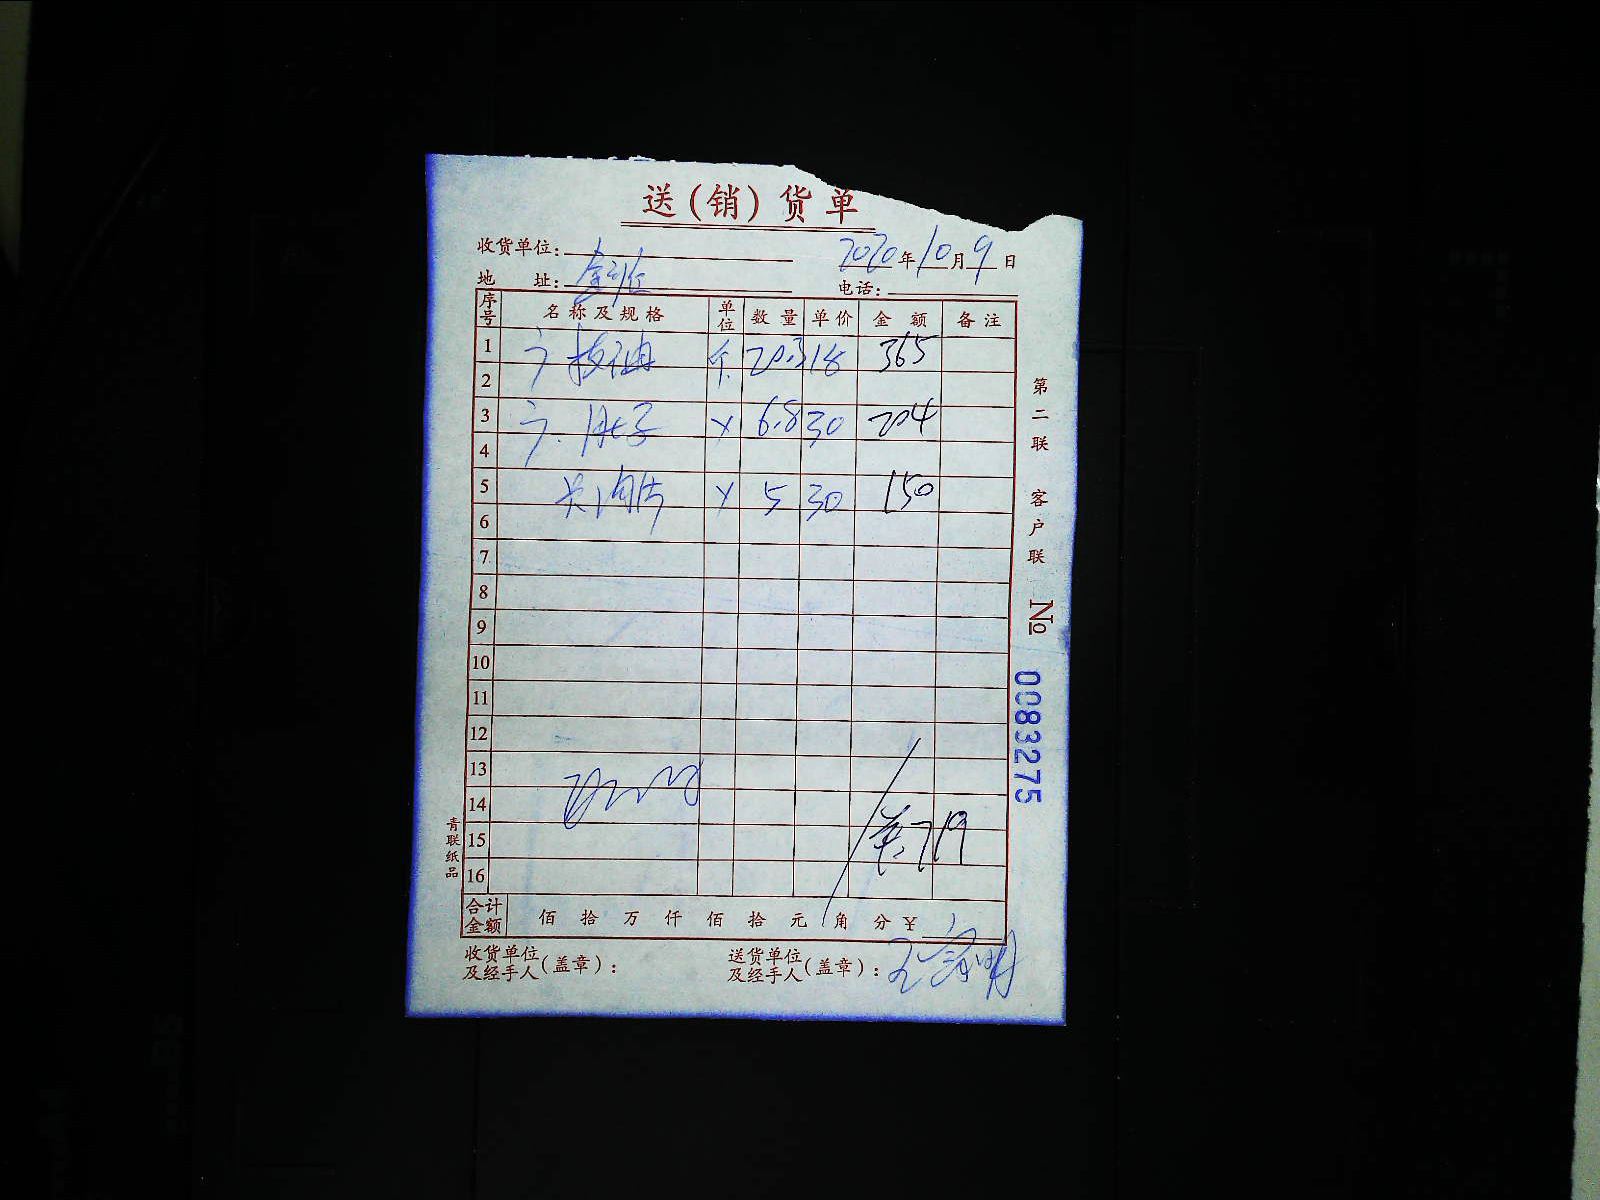 送(销)货单
收货单位: 2020年10月9日
地 址: 电话:
序号 名称及规格 单位 数量 单价 金额 备注
1 20.3 18 365
2
3 6.8 30 204
4
5 5 30 150
6
7
8
9
10
11
12
13
14
15 719
16
合计金额 佰 拾 万 仟 佰 拾 元 角 分 ¥
收货单位及经手人(盖章): 送货单位及经手人(盖章):
第二联 客户联
№ 0083275
青联纸品